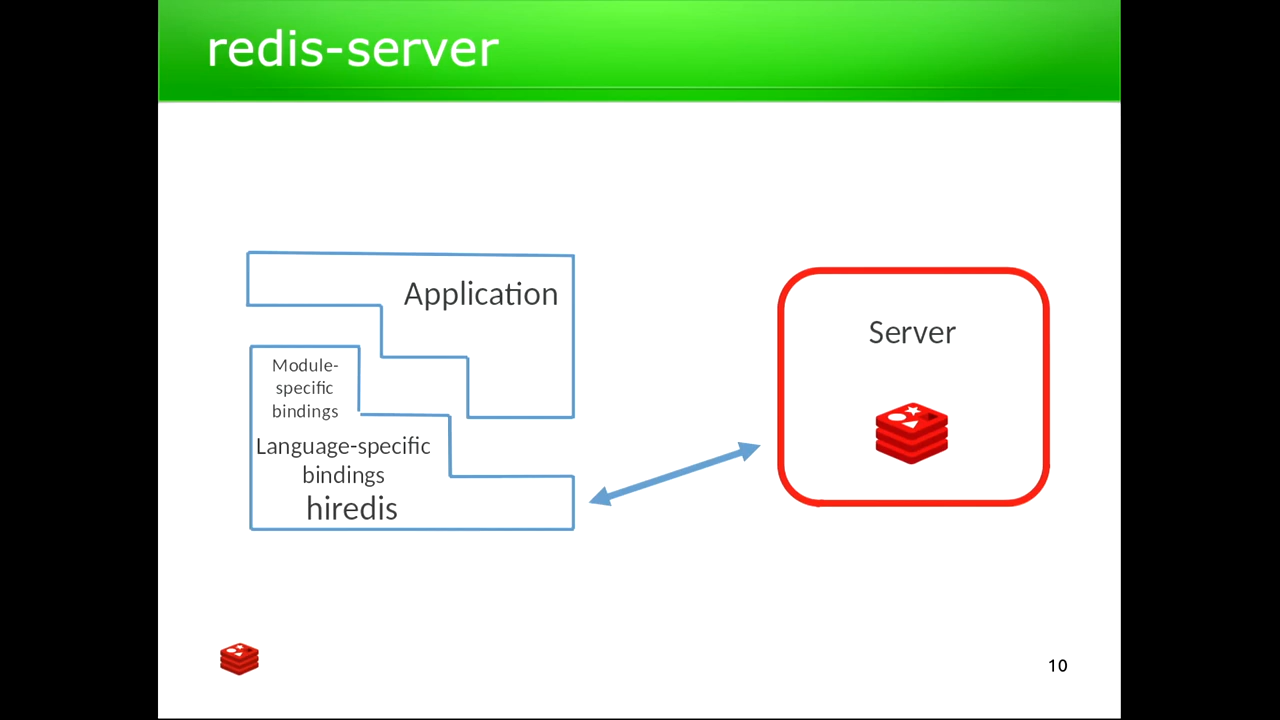 redis-server
Application
Module-
specific
bindings
Language-specific
bindings
hiredis
Server
10